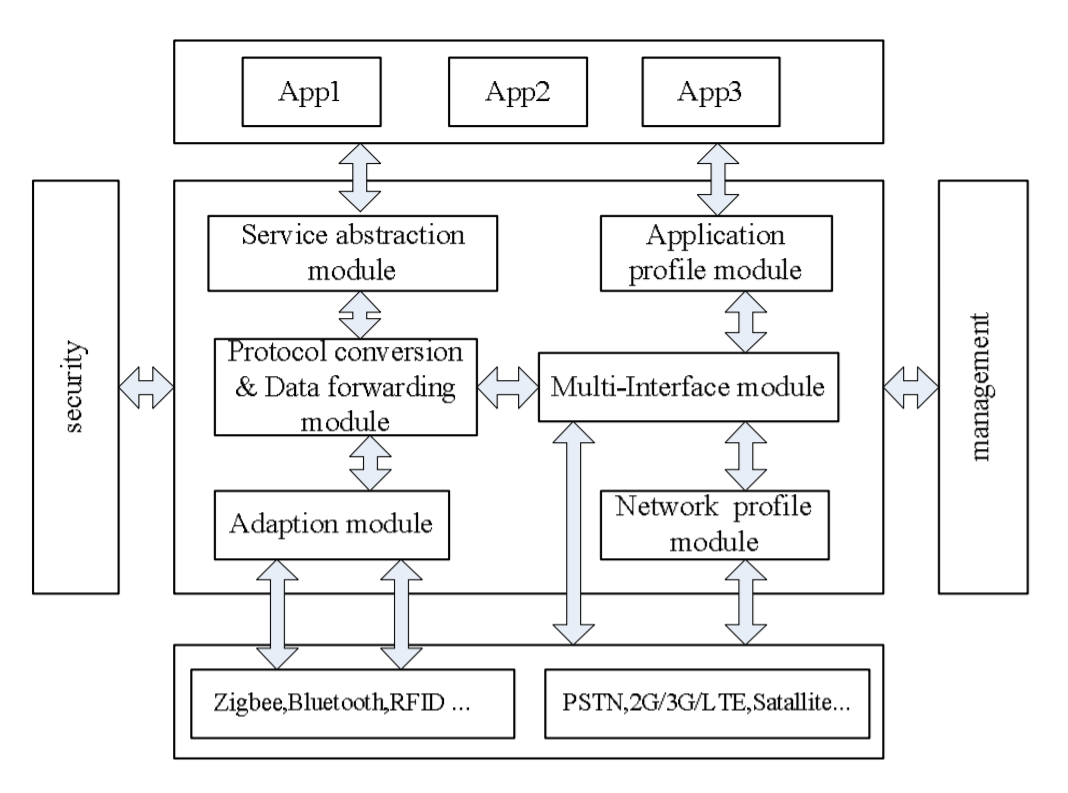 App1
App2
App3
Service abstraction
module
Application
profile module
security
Protocol conversion
& Data forwarding
module
Multi-Interface module
management
Adaption module
Network profile
module
Zigbee,Bluetooth,RFID ...
PSTN,2G/3G/LTE,Satallite...